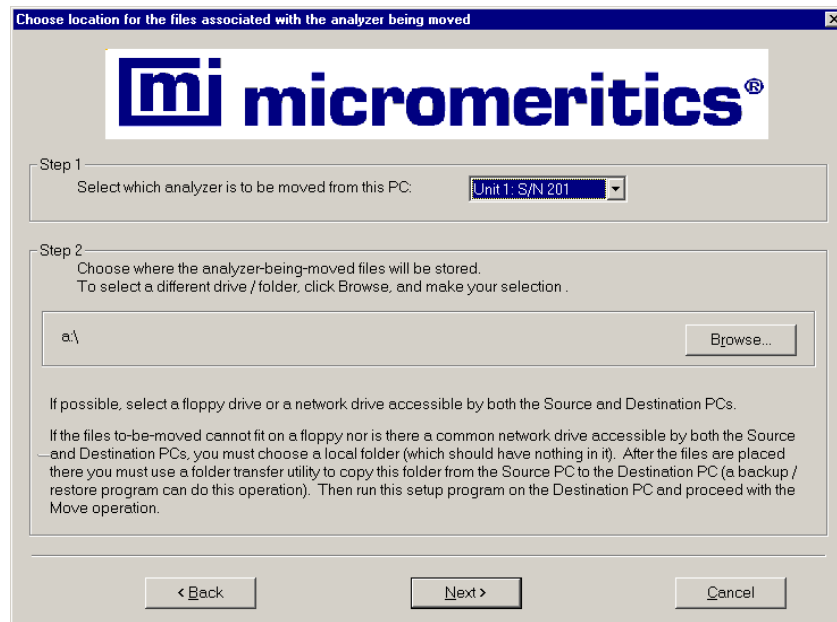 Choose location for the files associated with the analyzer being moved
mi micromeritics®
Step 1
Select which analyzer is to be moved from this PC:
Unit 1: S/N 201
Step 2
Choose where the analyzer-being-moved files will be stored.
To select a different drive / folder, click Browse, and make your selection .
a:\
Browse...
If possible, select a floppy drive or a network drive accessible by both the Source and Destination PCs.
If the files to-be-moved cannot fit on a floppy nor is there a common network drive accessible by both the Source
and Destination PCs, you must choose a local folder (which should have nothing in it). After the files are placed
there you must use a folder transfer utility to copy this folder from the Source PC to the Destination PC (a backup /
restore program can do this operation). Then run this setup program on the Destination PC and proceed with the
Move operation.
< Back
Next >
Cancel